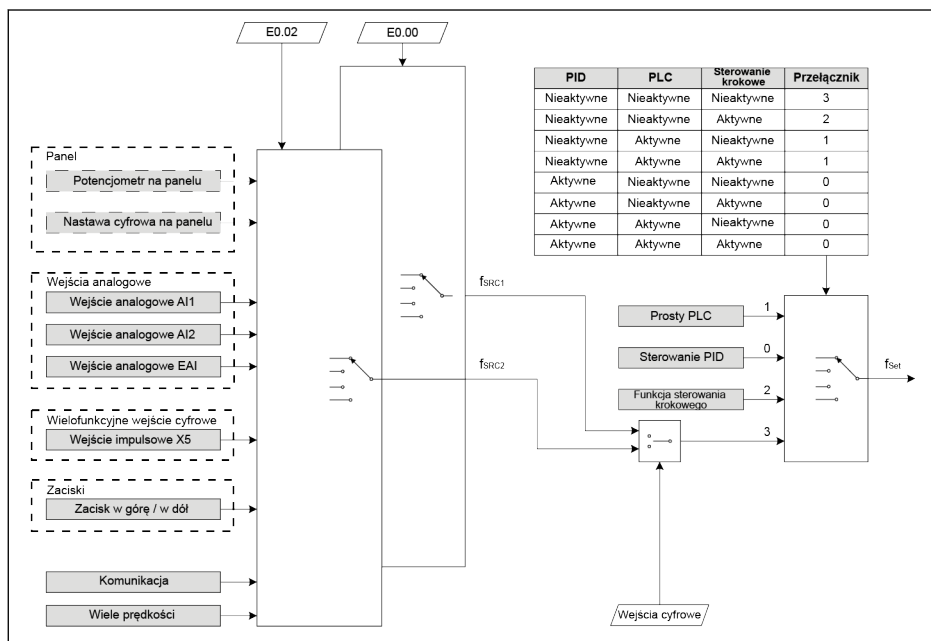 E0.02
E0.00
PID PLC Sterowanie krokowe Przełącznik
Nieaktywne Nieaktywne Nieaktywne 3
Nieaktywne Nieaktywne Aktywne 2
Nieaktywne Aktywne Nieaktywne 1
Nieaktywne Aktywne Aktywne 1
Aktywne Nieaktywne Nieaktywne 0
Aktywne Nieaktywne Aktywne 0
Aktywne Aktywne Nieaktywne 0
Aktywne Aktywne Aktywne 0
Panel
Potencjometr na panelu
Nastawa cyfrowa na panelu
Wejścia analogowe
Wejście analogowe AI1
Wejście analogowe AI2
Wejście analogowe EAI
Wielofunkcyjne wejście cyfrowe
Wejście impulsowe X5
Zaciski
Zacisk w górę / w dół
Komunikacja
Wiele prędkości
fSRC1
fSRC2
Prosty PLC
1
Sterowanie PID
0
Funkcja sterowania
krokowego
2
3
fSet
Wejścia cyfrowe